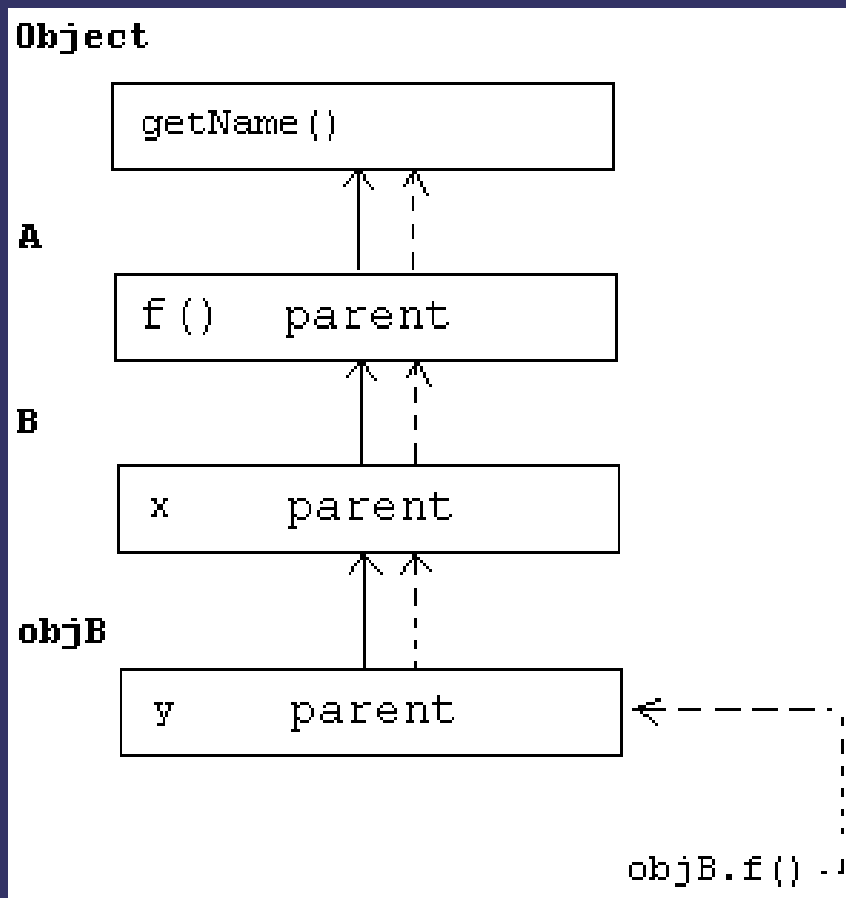 Object
getName()
A
f() parent
B
x parent
objB
y parent
objB.f()